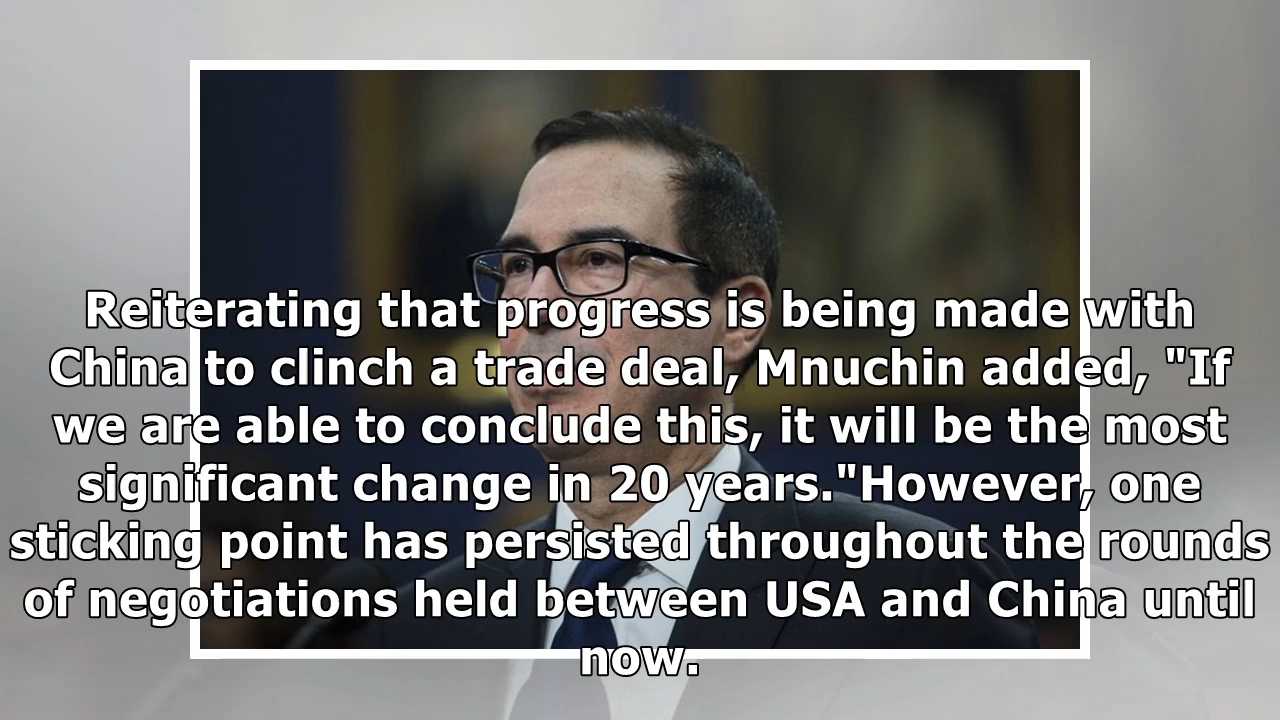 Reiterating that progress is being made with
China to clinch a trade deal, Mnuchin added, "If
we are able to conclude this, it will be the most
significant change in 20 years."However, one
sticking point has persisted throughout the rounds
of negotiations held between USA and China until
now.